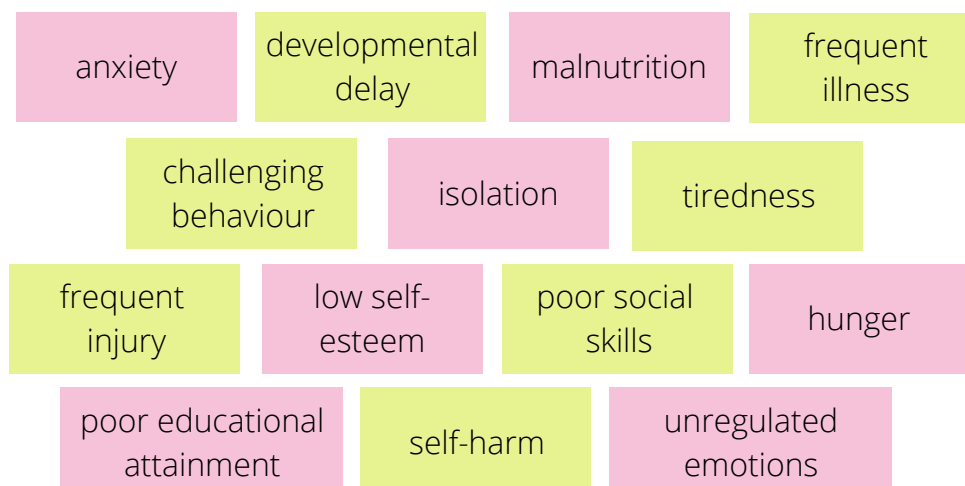 anxiety
developmental
delay
malnutrition
frequent
illness
challenging
behaviour
isolation
tiredness
frequent
injury
low self-
esteem
poor social
skills
hunger
poor educational
attainment
self-harm
unregulated
emotions